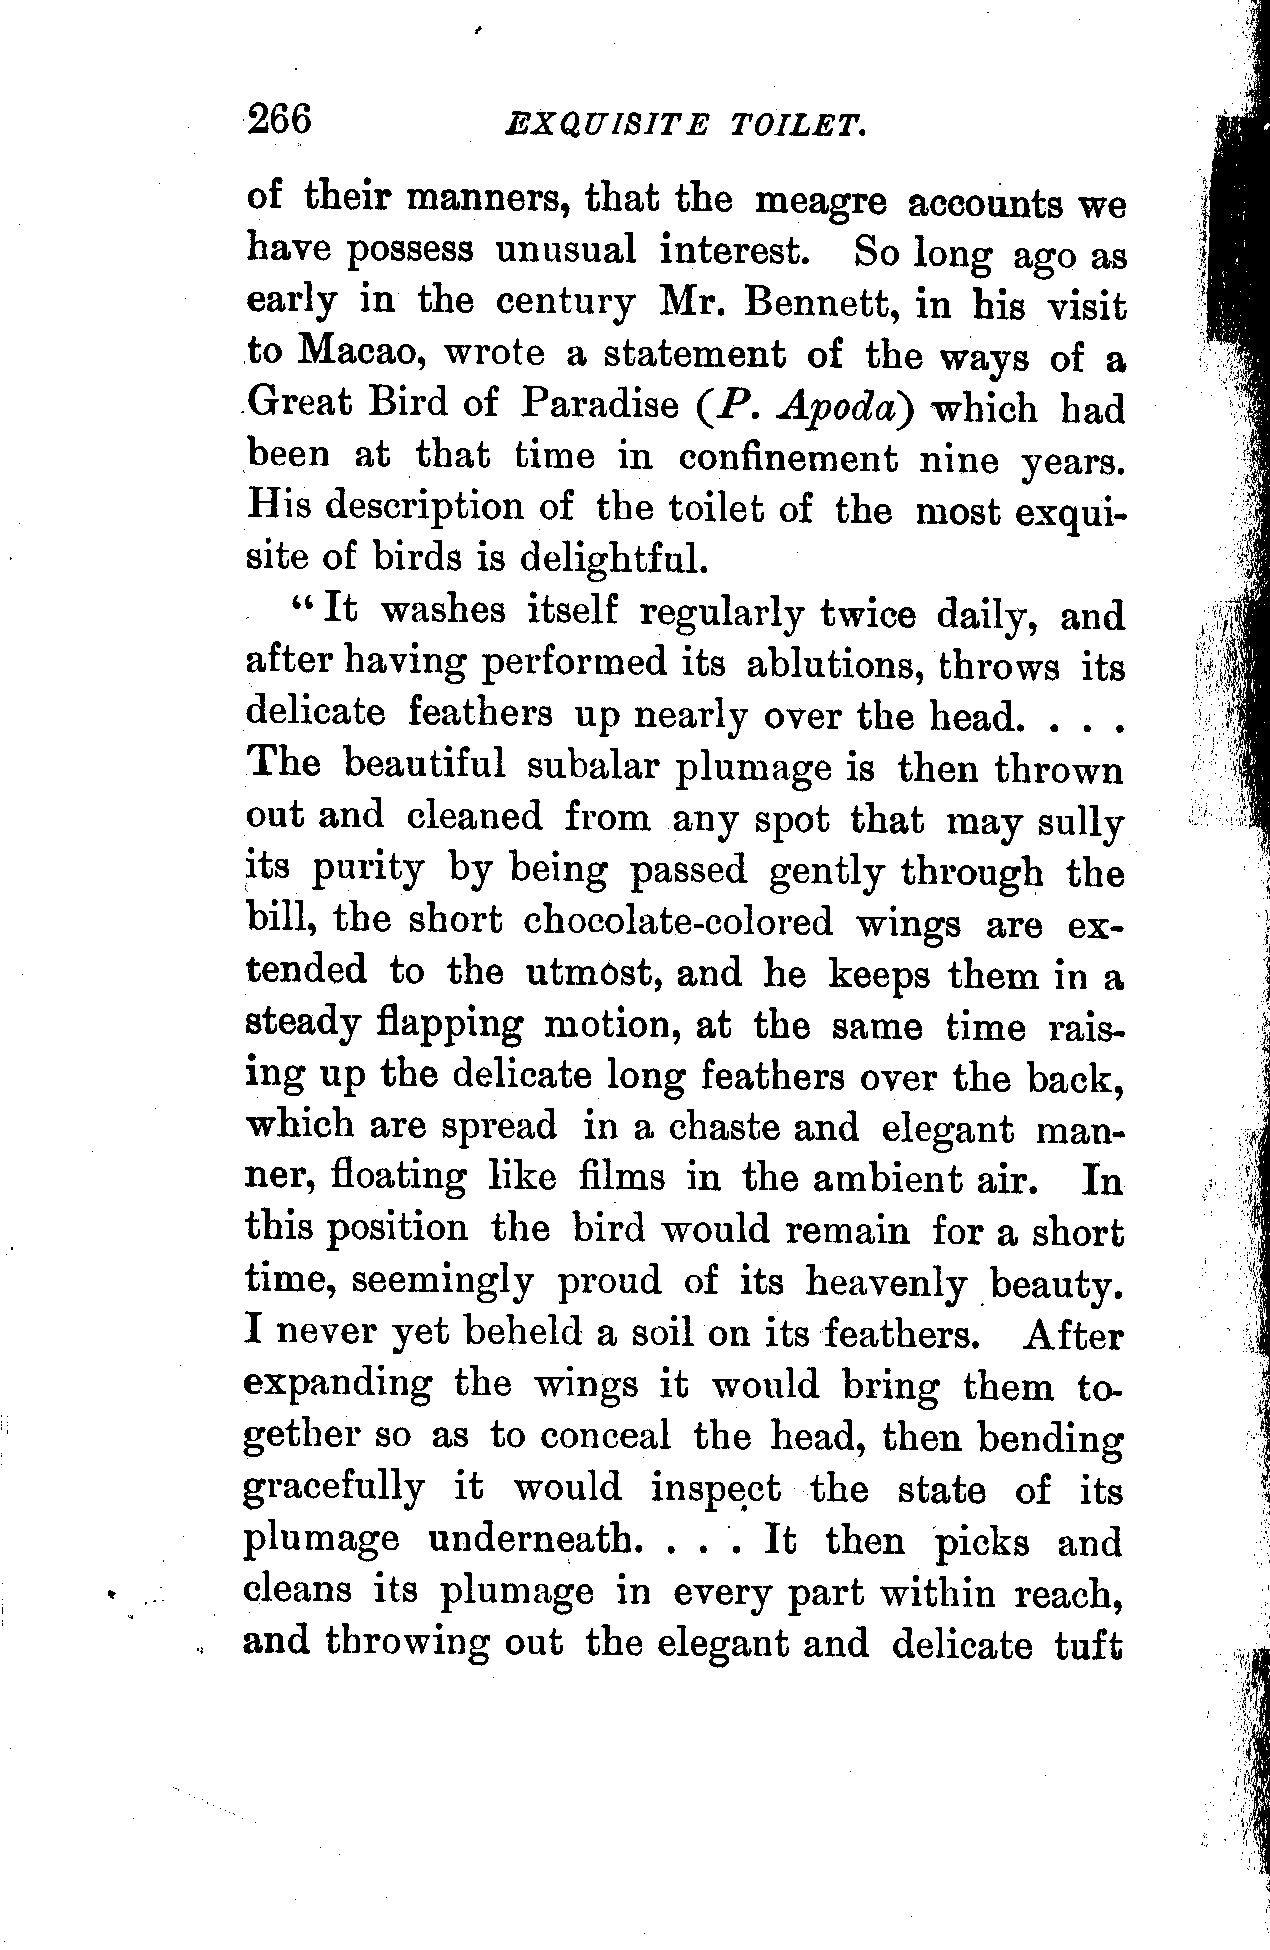 266 EXQUISITE TOILET.
of their manners, that the meagre accounts we
have possess unusual interest. So long ago as
early in the century Mr. Bennett, in his visit
to Macao, wrote a statement of the ways of a
Great Bird of Paradise (P. Apoda) which had
been at that time in confinement nine years.
His description of the toilet of the most exqui-
site of birds is delightful.
“It washes itself regularly twice daily, and
after having performed its ablutions, throws its
delicate feathers up nearly over the head. . . .
The beautiful subalar plumage is then thrown
out and cleaned from any spot that may sully
its purity by being passed gently through the
bill, the short chocolate-colored wings are ex-
tended to the utmost, and he keeps them in a
steady flapping motion, at the same time rais-
ing up the delicate long feathers over the back,
which are spread in a chaste and elegant man-
ner, floating like films in the ambient air. In
this position the bird would remain for a short
time, seemingly proud of its heavenly beauty.
I never yet beheld a soil on its feathers. After
expanding the wings it would bring them to-
gether so as to conceal the head, then bending
gracefully it would inspect the state of its
plumage underneath. . . . It then picks and
cleans its plumage in every part within reach,
and throwing out the elegant and delicate tuft